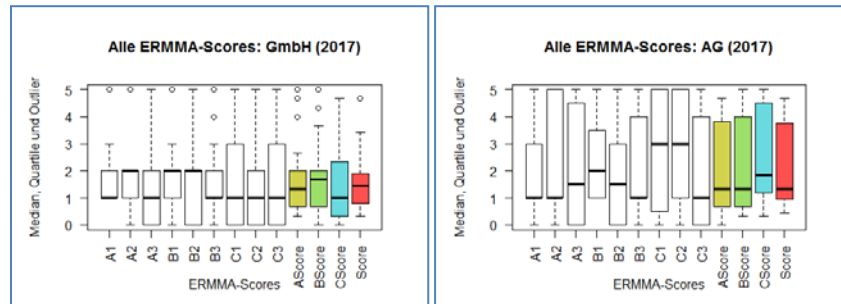 Alle ERMMA-Scores: GmbH (2017)
Median, Quartile und Outlier
5
4
3
2
1
0
A1 A2 A3 B1 B2 B3 C1 C2 C3 AScore BScore CScore Score
ERMMA-Scores
Alle ERMMA-Scores: AG (2017)
Median, Quartile und Outlier
5
4
3
2
1
0
A1 A2 A3 B1 B2 B3 C1 C2 C3 AScore BScore CScore Score
ERMMA-Scores